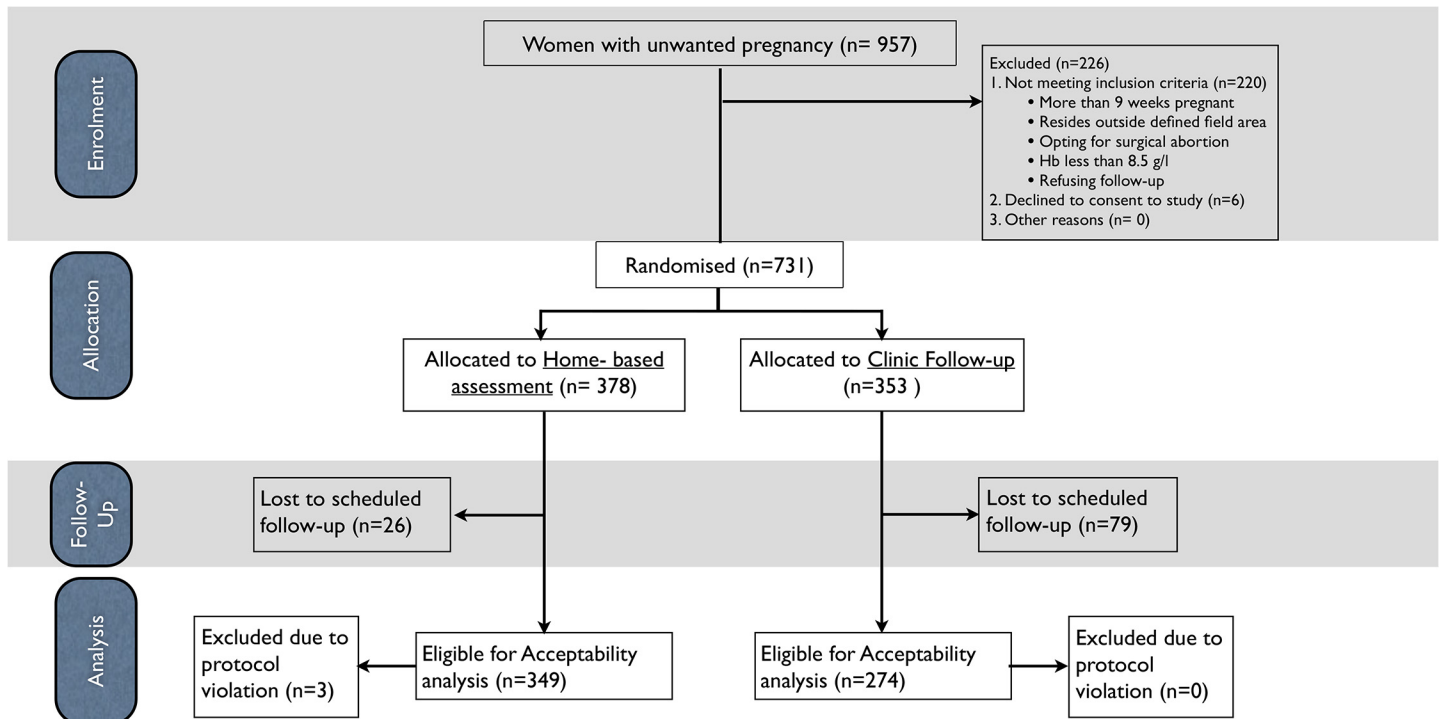 Women with unwanted pregnancy (n= 957)
Enrolment
Excluded (n=226)
1. Not meeting inclusion criteria (n=220)
• More than 9 weeks pregnant
• Resides outside defined field area
• Opting for surgical abortion
• Hb less than 8.5 g/l
• Refusing follow-up
2. Declined to consent to study (n=6)
3. Other reasons (n= 0)
Allocation
Randomised (n=731)
Allocated to Home- based
assessment (n= 378)
Allocated to Clinic Follow-up
(n=353 )
Follow-
Up
Lost to scheduled
follow-up (n=26)
Lost to scheduled
follow-up (n=79)
Analysis
Excluded due to
protocol
violation (n=3)
Eligible for Acceptability
analysis (n=349)
Eligible for Acceptability
analysis (n=274)
Excluded due to
protocol
violation (n=0)